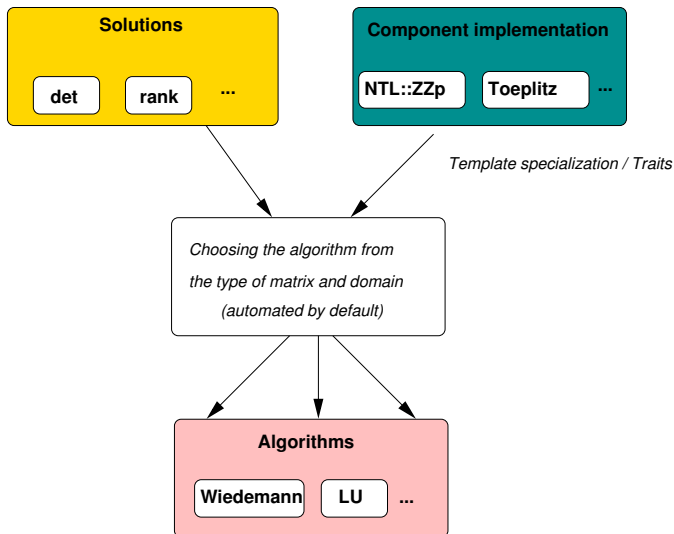 Solutions
det rank ...
Component implementation
NTL::ZZp Toeplitz ...
Template specialization / Traits
Choosing the algorithm from
the type of matrix and domain
(automated by default)
Algorithms
Wiedemann LU ...